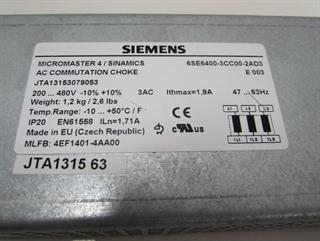 SIEMENS
MICROMASTER 4 / SINAMICS 6SE6400-3CC00-2AD3
AC COMMUTATION CHOKE E 003
JTA13153079053
200 ... 480V -10% +10% 3AC Ithmax=1,9A 47 ... 63Hz
Weight: 1,2 kg / 2,6 lbs
Temp.Range: -10 ... +50°C / F
IP20 EN61558 ILn=1,71A
Made in EU (Czech Republic)
MLFB: 4EF1401-4AA00
JTA1315 63